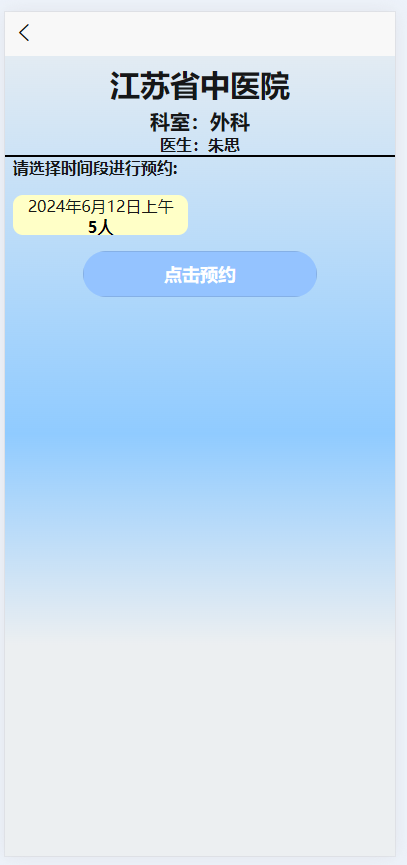 江苏省中医院
科室：外科
医生：朱思
请选择时间段进行预约:
2024年6月12日上午
5人
点击预约